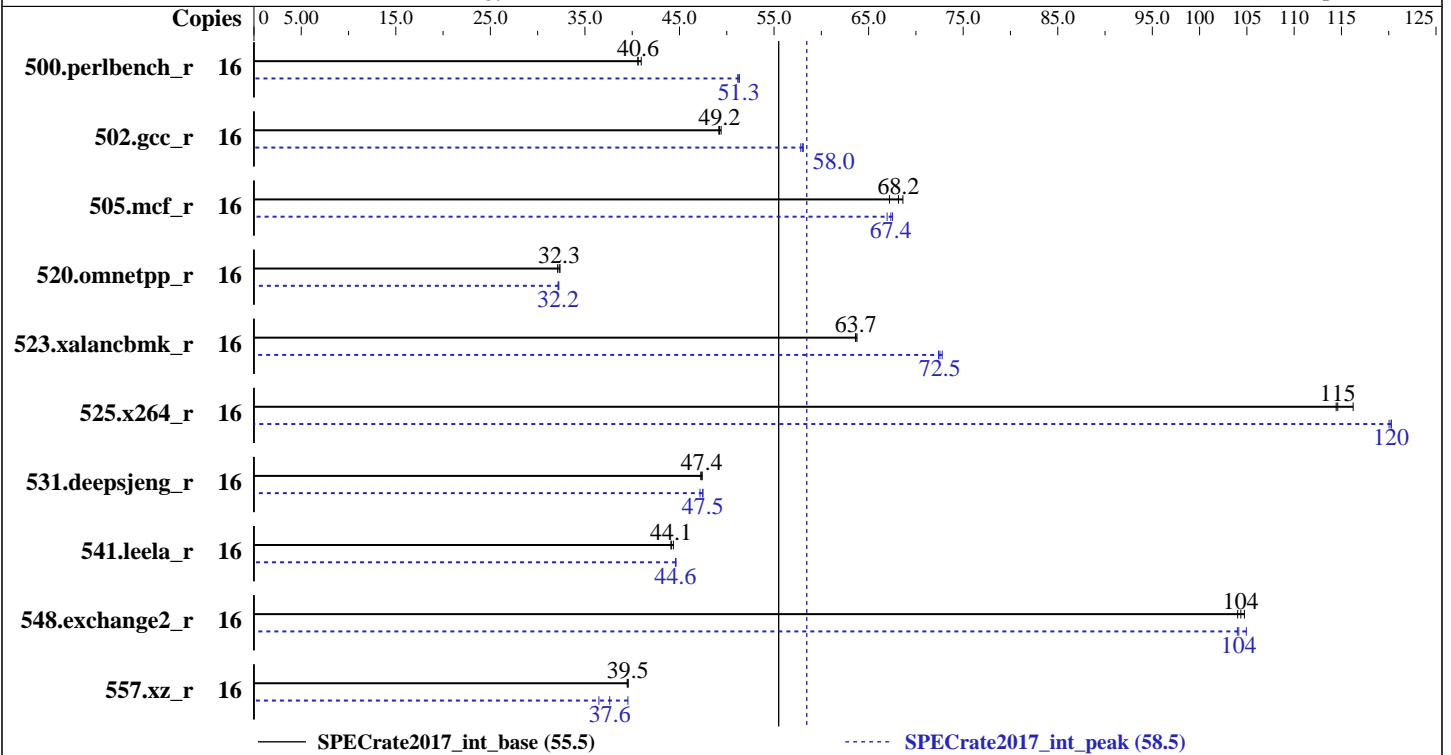 Copies 0 5.00 15.0 25.0 35.0 45.0 55.0 65.0 75.0 85.0 95.0 100 105 110 115 125
40.6
500.perlbench_r 16
51.3
49.2
502.gcc_r 16
58.0
68.2
505.mcf_r 16
67.4
32.3
520.omnetpp_r 16
32.2
63.7
523.xalancbmk_r 16
72.5
115
525.x264_r 16
120
47.4
531.deepsjeng_r 16
47.5
44.1
541.leela_r 16
44.6
104
548.exchange2_r 16
104
39.5
557.xz_r 16
37.6
SPECrate2017_int_base (55.5) SPECrate2017_int_peak (58.5)